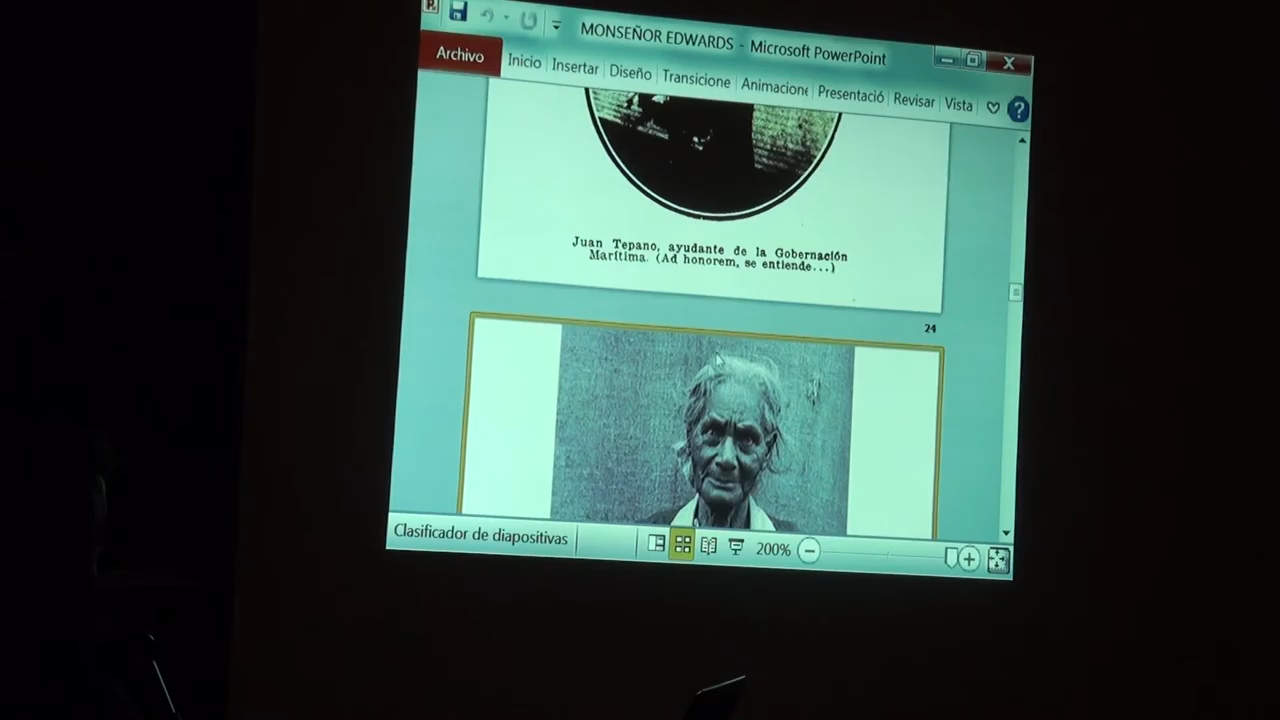 MONSEÑOR EDWARDS - Microsoft PowerPoint
Archivo Inicio Insertar Diseño Transicione Animacione Presentació Revisar Vista
Juan Tepano, ayudante de la Gobernación
Marítima. (Ad honorem, se entiende...)
24
Clasificador de diapositivas 200%